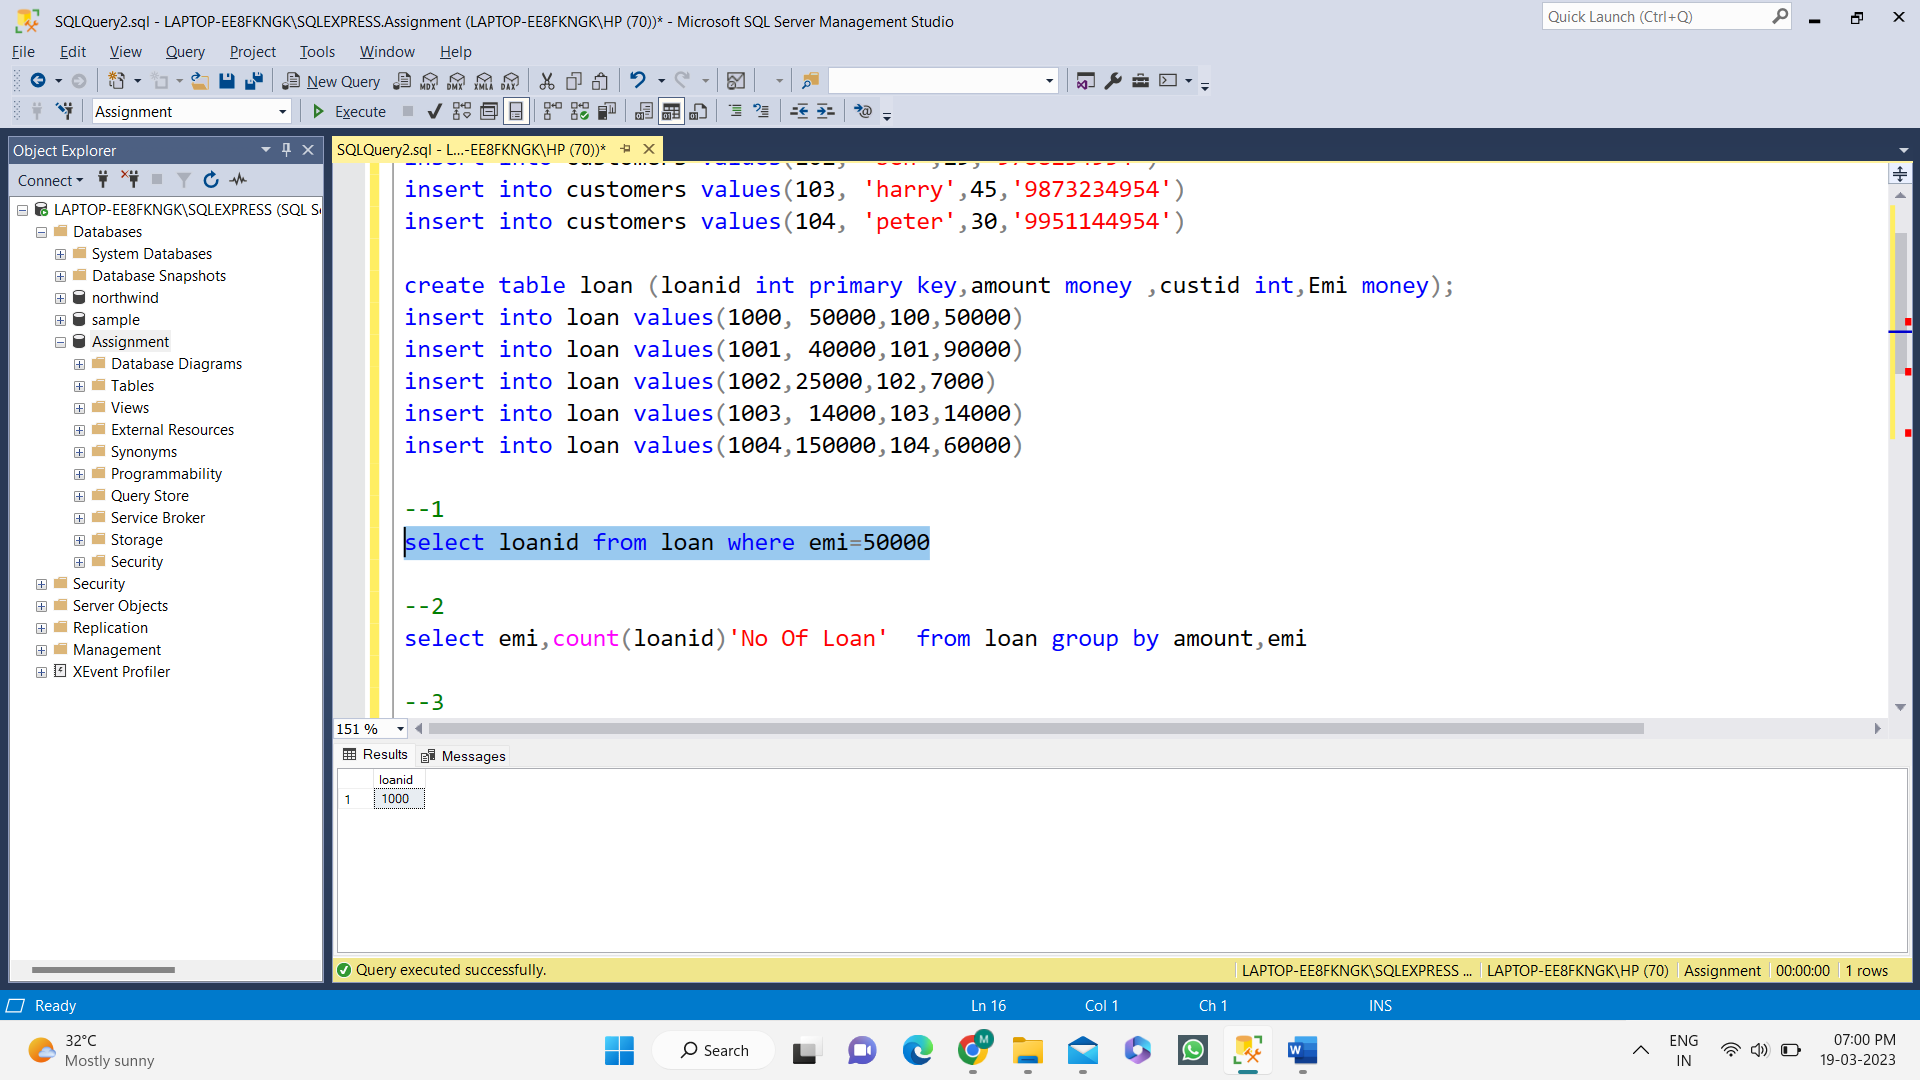 SQLQuery2.sql - LAPTOP-EE8FKNGK\SQLEXPRESS.Assignment (LAPTOP-EE8FKNGK\HP (70))* - Microsoft SQL Server Management Studio
Quick Launch (Ctrl+Q)
File Edit View Query Project Tools Window Help
New Query MDX DMX XMLA DAX
Assignment Execute
Object Explorer
SQLQuery2.sql - L...-EE8FKNGK\HP (70))*
Connect
LAPTOP-EE8FKNGK\SQLEXPRESS (SQL S
Databases
System Databases
Database Snapshots
northwind
sample
Assignment
Database Diagrams
Tables
Views
External Resources
Synonyms
Programmability
Query Store
Service Broker
Storage
Security
Security
Server Objects
Replication
Management
XEvent Profiler
insert into customers values(103, 'harry',45,'9873234954')
insert into customers values(104, 'peter',30,'9951144954')
create table loan (loanid int primary key,amount money ,custid int,Emi money);
insert into loan values(1000, 50000,100,50000)
insert into loan values(1001, 40000,101,90000)
insert into loan values(1002,25000,102,7000)
insert into loan values(1003, 14000,103,14000)
insert into loan values(1004,150000,104,60000)
--1
select loanid from loan where emi=50000
--2
select emi,count(loanid)'No Of Loan'  from loan group by amount,emi
--3
151 %
Results Messages
loanid
1 1000
Query executed successfully.
LAPTOP-EE8FKNGK\SQLEXPRESS ... LAPTOP-EE8FKNGK\HP (70) Assignment 00:00:00 1 rows
Ready Ln 16 Col 1 Ch 1 INS
32°C
Mostly sunny
Search
M
ENG
IN
07:00 PM
19-03-2023